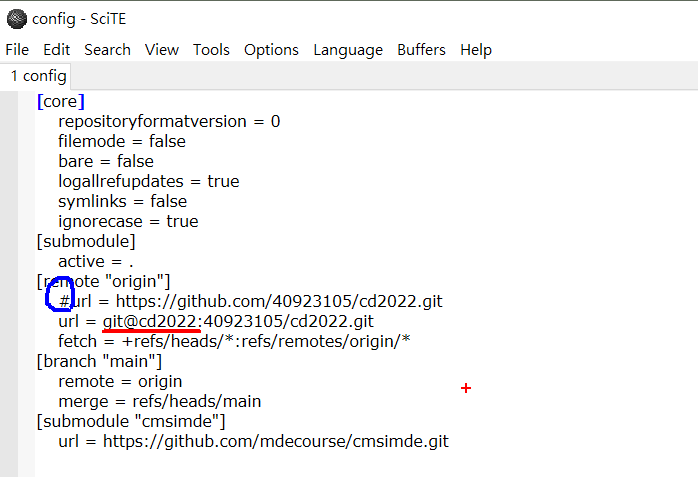 config - SciTE
File Edit Search View Tools Options Language Buffers Help
1 config
[core]
repositoryformatversion = 0
filemode = false
bare = false
logallrefupdates = true
symlinks = false
ignorecase = true
[submodule]
active = .
[remote "origin"]
#url = https://github.com/40923105/cd2022.git
url = git@cd2022:40923105/cd2022.git
fetch = +refs/heads/*:refs/remotes/origin/*
[branch "main"]
remote = origin
merge = refs/heads/main
[submodule "cmsimde"]
url = https://github.com/mdecourse/cmsimde.git